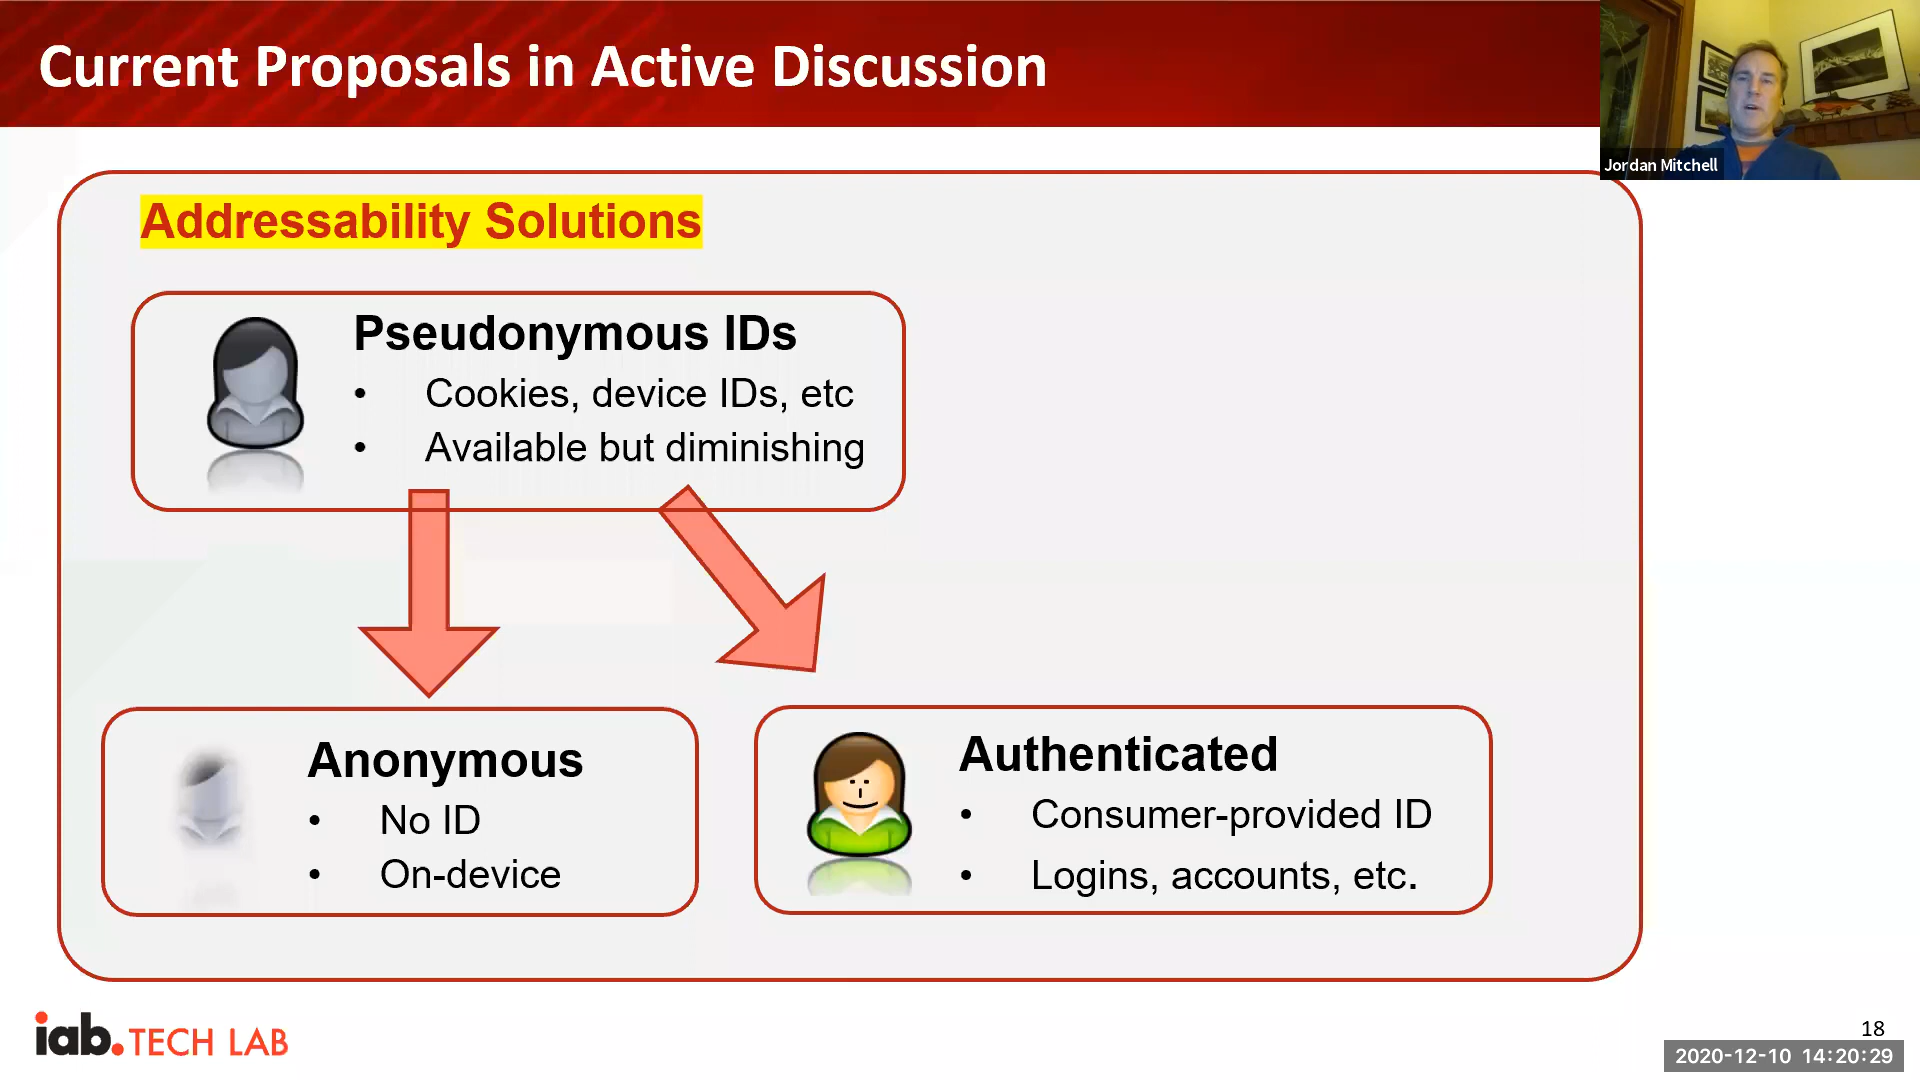 Current Proposals in Active Discussion
Jordan Mitchell
Addressability Solutions
Pseudonymous IDs
• Cookies, device IDs, etc
• Available but diminishing
Anonymous
• No ID
• On-device
Authenticated
• Consumer-provided ID
• Logins, accounts, etc.
iab.TECH LAB
18
2020-12-10 14:20:29